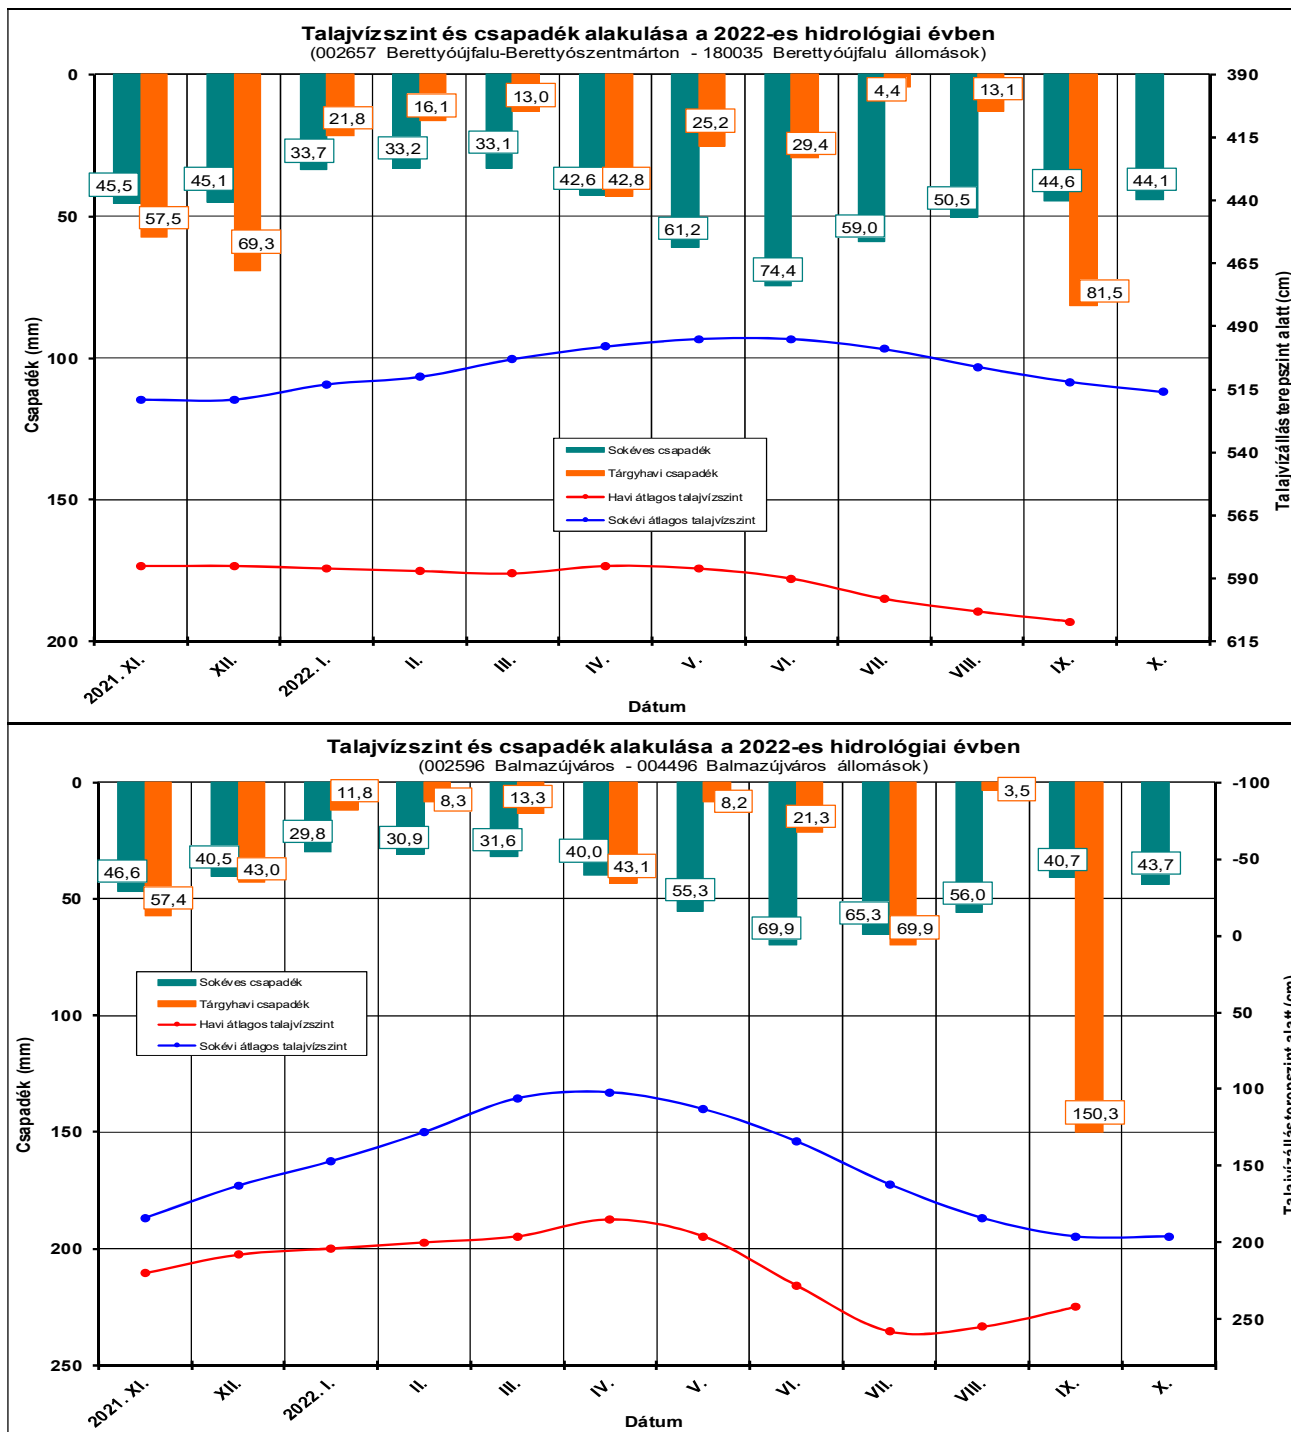 Talajvízszint és csapadék alakulása a 2022-es hidrológiai évben
(002657 Berettyóújfalu-Berettyószentmárton - 180035 Berettyóújfalu állomások)
0
50
100
150
200
Csapadék (mm)
390
415
440
465
490
515
540
565
590
615
Talajvízállás terepszint alatt (cm)
45,5
57,5
45,1
69,3
33,7
21,8
33,2
16,1
33,1
13,0
42,6
42,8
61,2
25,2
74,4
29,4
59,0
4,4
50,5
13,1
44,6
81,5
44,1
Sokéves csapadék
Tárgyhavi csapadék
Havi átlagos talajvízszint
Sokévi átlagos talajvízszint
2021. XI.
XII.
2022. I.
II.
III.
IV.
V.
VI.
VII.
VIII.
IX.
X.
Dátum
Talajvízszint és csapadék alakulása a 2022-es hidrológiai évben
(002596 Balmazújváros - 004496 Balmazújváros állomások)
0
50
100
150
200
250
Csapadék (mm)
-100
-50
0
50
100
150
200
250
Talajvízállás terepszint alatt (cm)
46,6
57,4
40,5
43,0
29,8
11,8
30,9
8,3
31,6
13,3
40,0
43,1
55,3
8,2
69,9
21,3
65,3
69,9
56,0
3,5
40,7
150,3
43,7
Sokéves csapadék
Tárgyhavi csapadék
Havi átlagos talajvízszint
Sokévi átlagos talajvízszint
2021. XI.
XII.
2022. I.
II.
III.
IV.
V.
VI.
VII.
VIII.
IX.
X.
Dátum